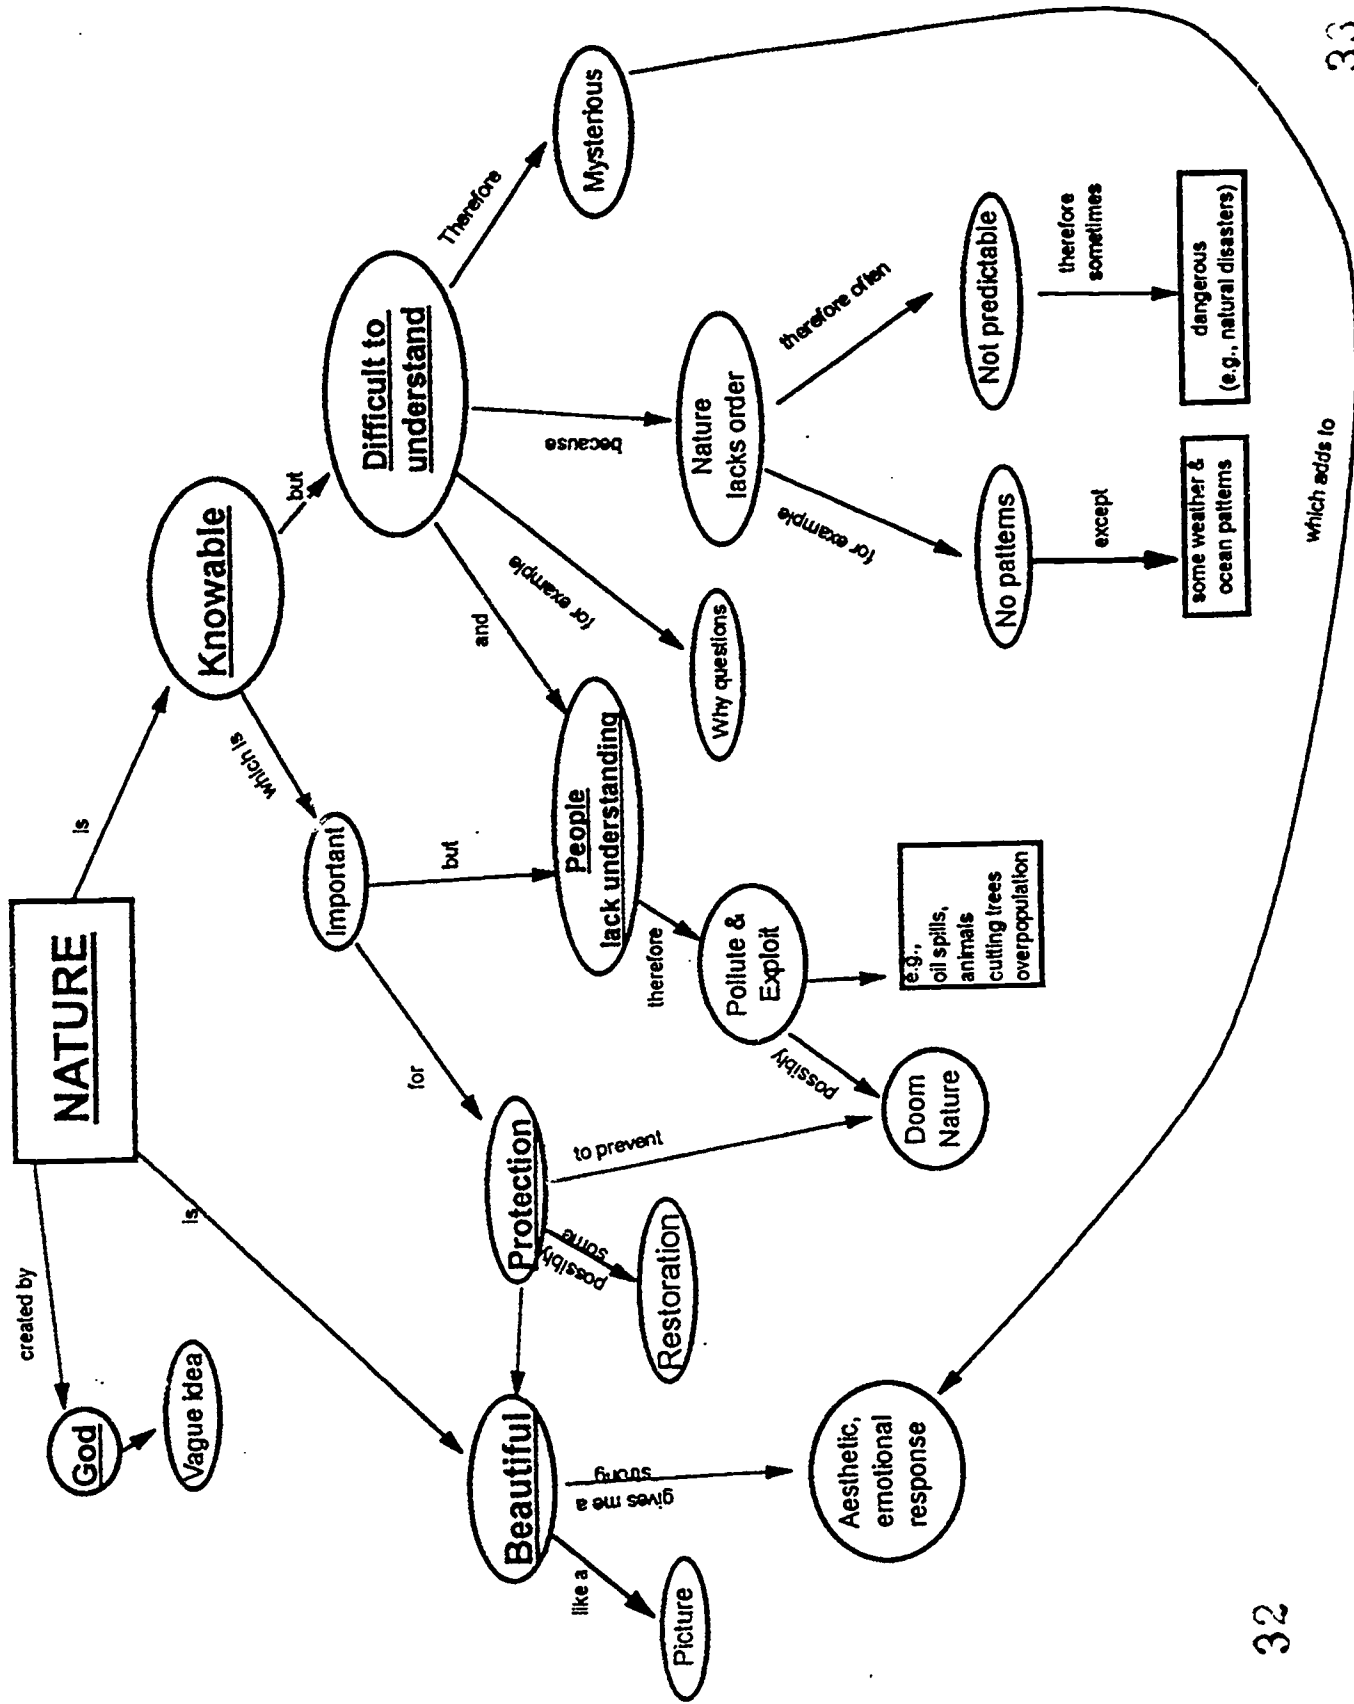 NATURE
created by
God
Vague idea
is
Beautiful
like a
Picture
gives me a
strong
Aesthetic,
emotional
response
is
Knowable
which is
Important
for
Protection
possibly
some
Restoration
to prevent
Doom
Nature
but
People
lack understanding
therefore
Pollute &
Exploit
possibly
e.g.,
oil spills,
animals
cutting trees
overpopulation
but
Difficult to
understand
and
for example
Why questions
because
Nature
lacks order
for example
No patterns
except
some weather &
ocean patterns
therefore often
Not predictable
therefore
sometimes
dangerous
(e.g., natural disasters)
Therefore
Mysterious
which adds to
32
33